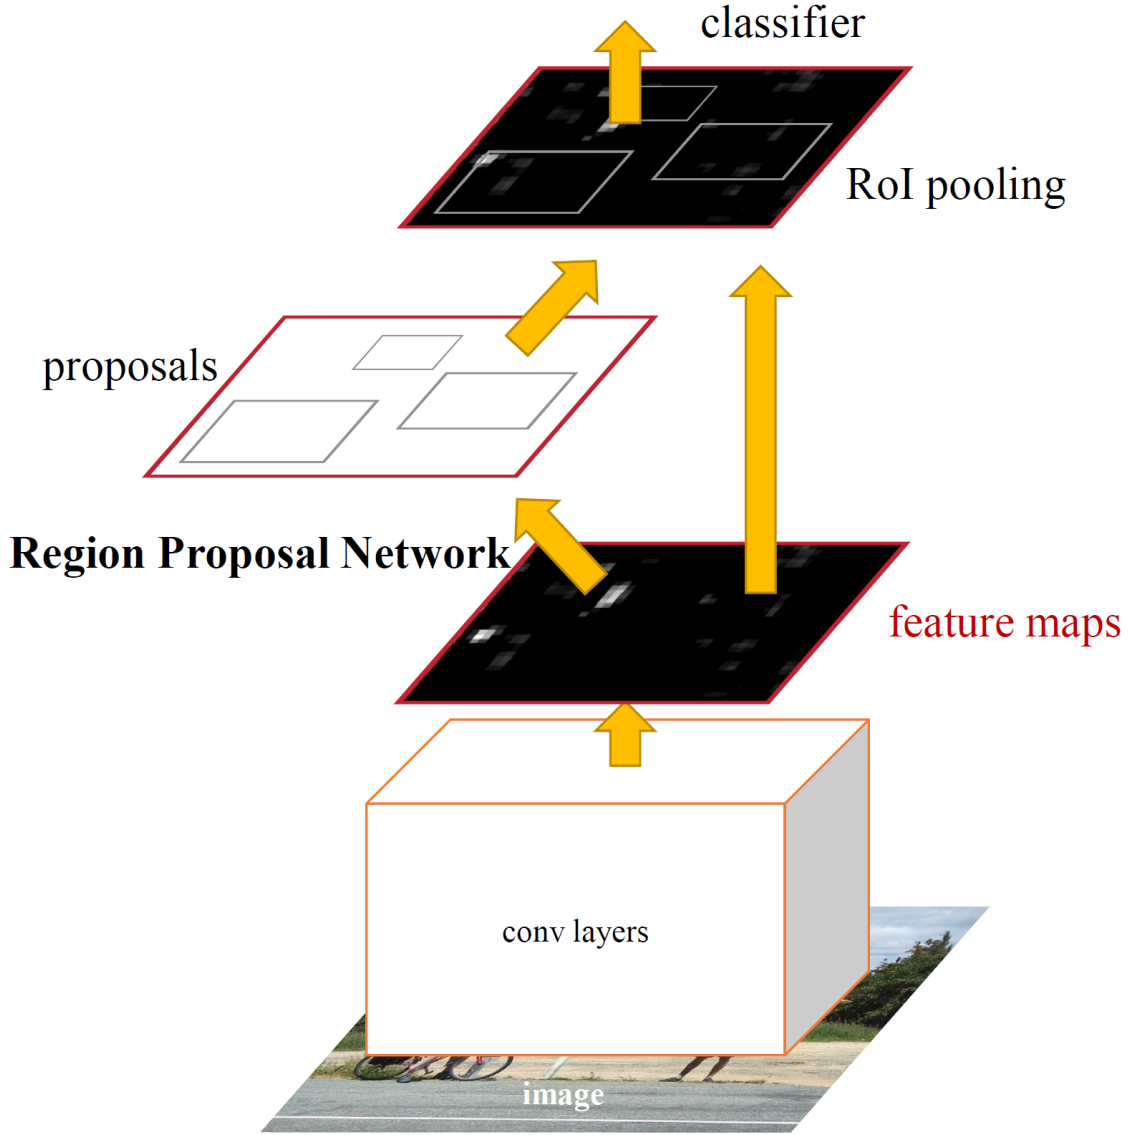 classifier
RoI pooling
proposals
Region Proposal Network
feature maps
conv layers
image